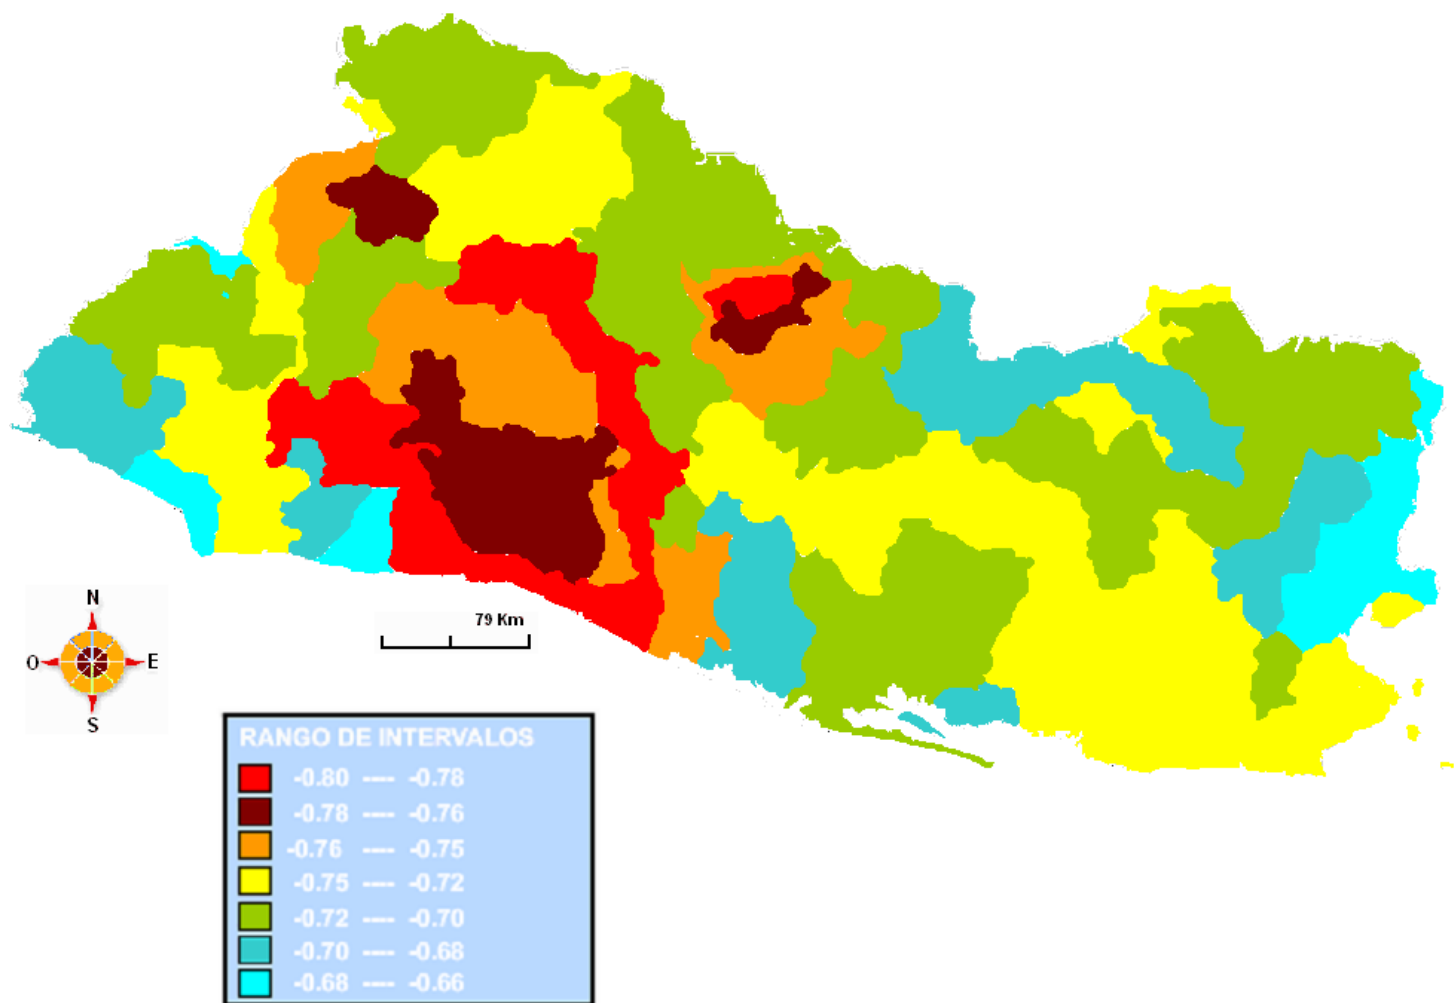 N
O E
S
79 Km
RANGO DE INTERVALOS
-0.80 ---- -0.78
-0.78 ---- -0.76
-0.76 ---- -0.75
-0.75 ---- -0.72
-0.72 ---- -0.70
-0.70 ---- -0.68
-0.68 ---- -0.66